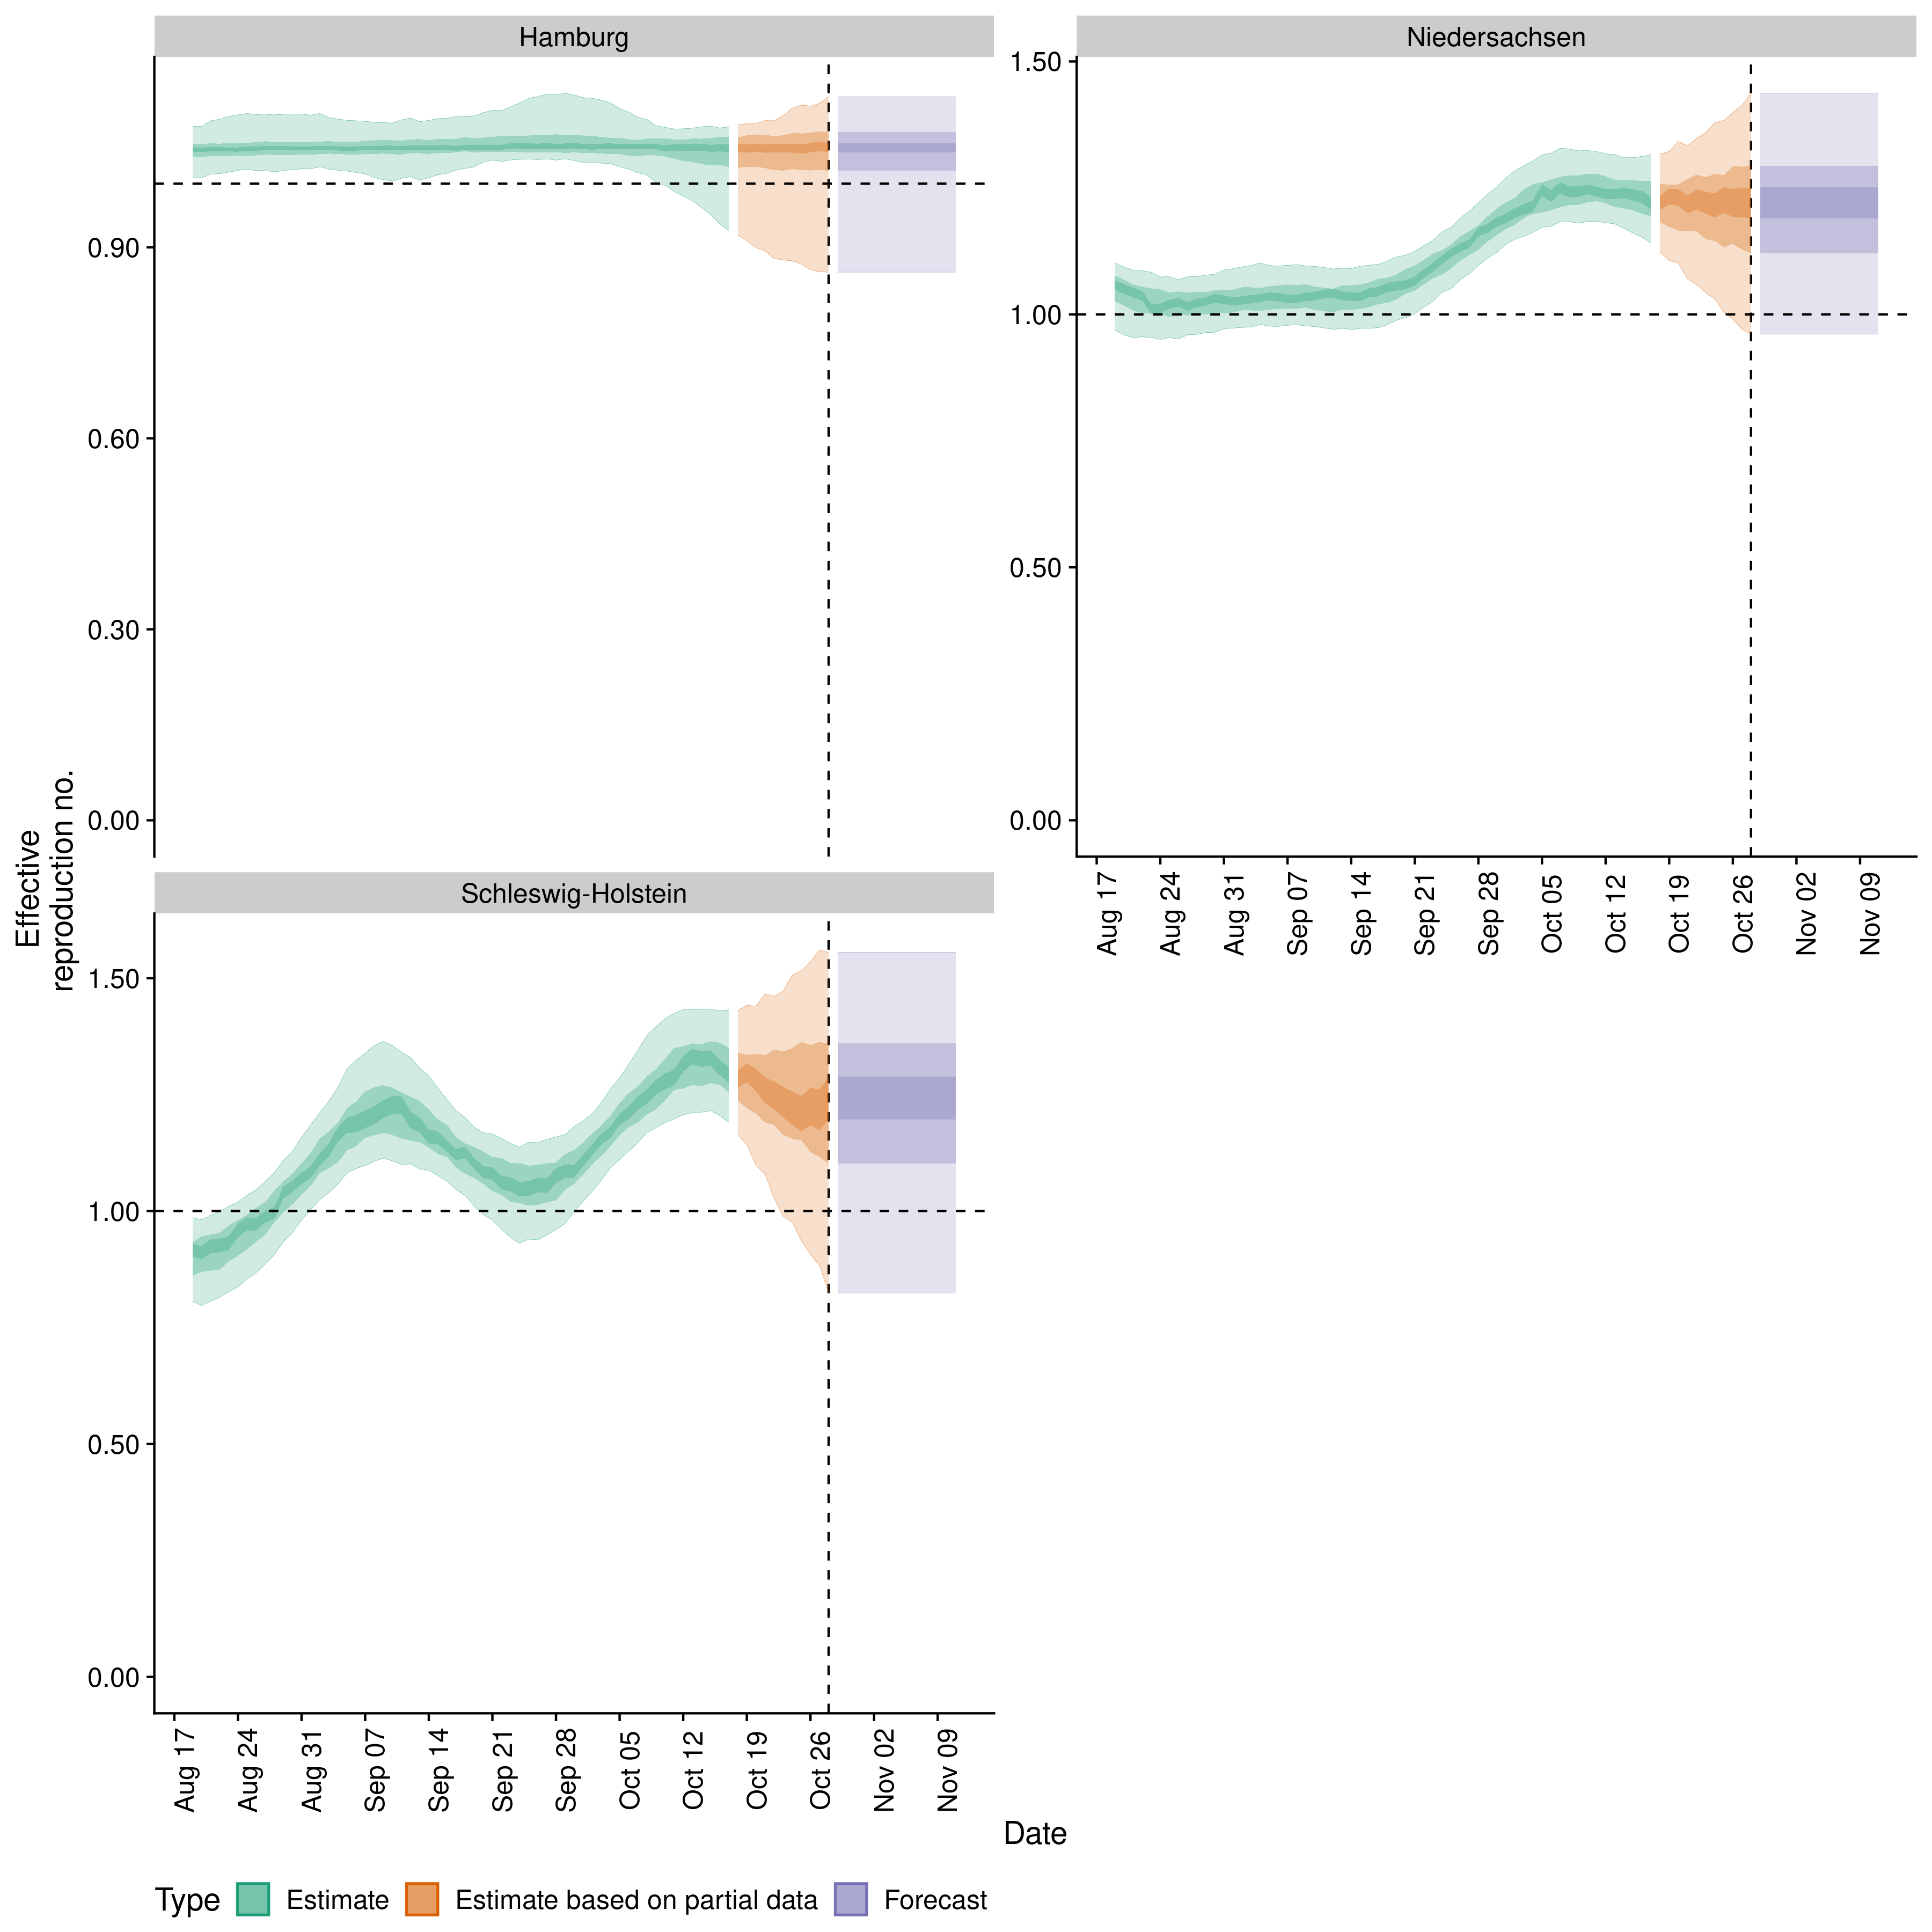 Hamburg
Niedersachsen
1.50
1.00
0.50
0.00
0.90
0.60
0.30
0.00
Aug 17
Aug 24
Aug 31
Sep 07
Sep 14
Sep 21
Sep 28
Oct 05
Oct 12
Oct 19
Oct 26
Nov 02
Nov 09
Effective
reproduction no.
Schleswig-Holstein
1.50
1.00
0.50
0.00
Aug 17
Aug 24
Aug 31
Sep 07
Sep 14
Sep 21
Sep 28
Oct 05
Oct 12
Oct 19
Oct 26
Nov 02
Nov 09
Date
Type Estimate Estimate based on partial data Forecast